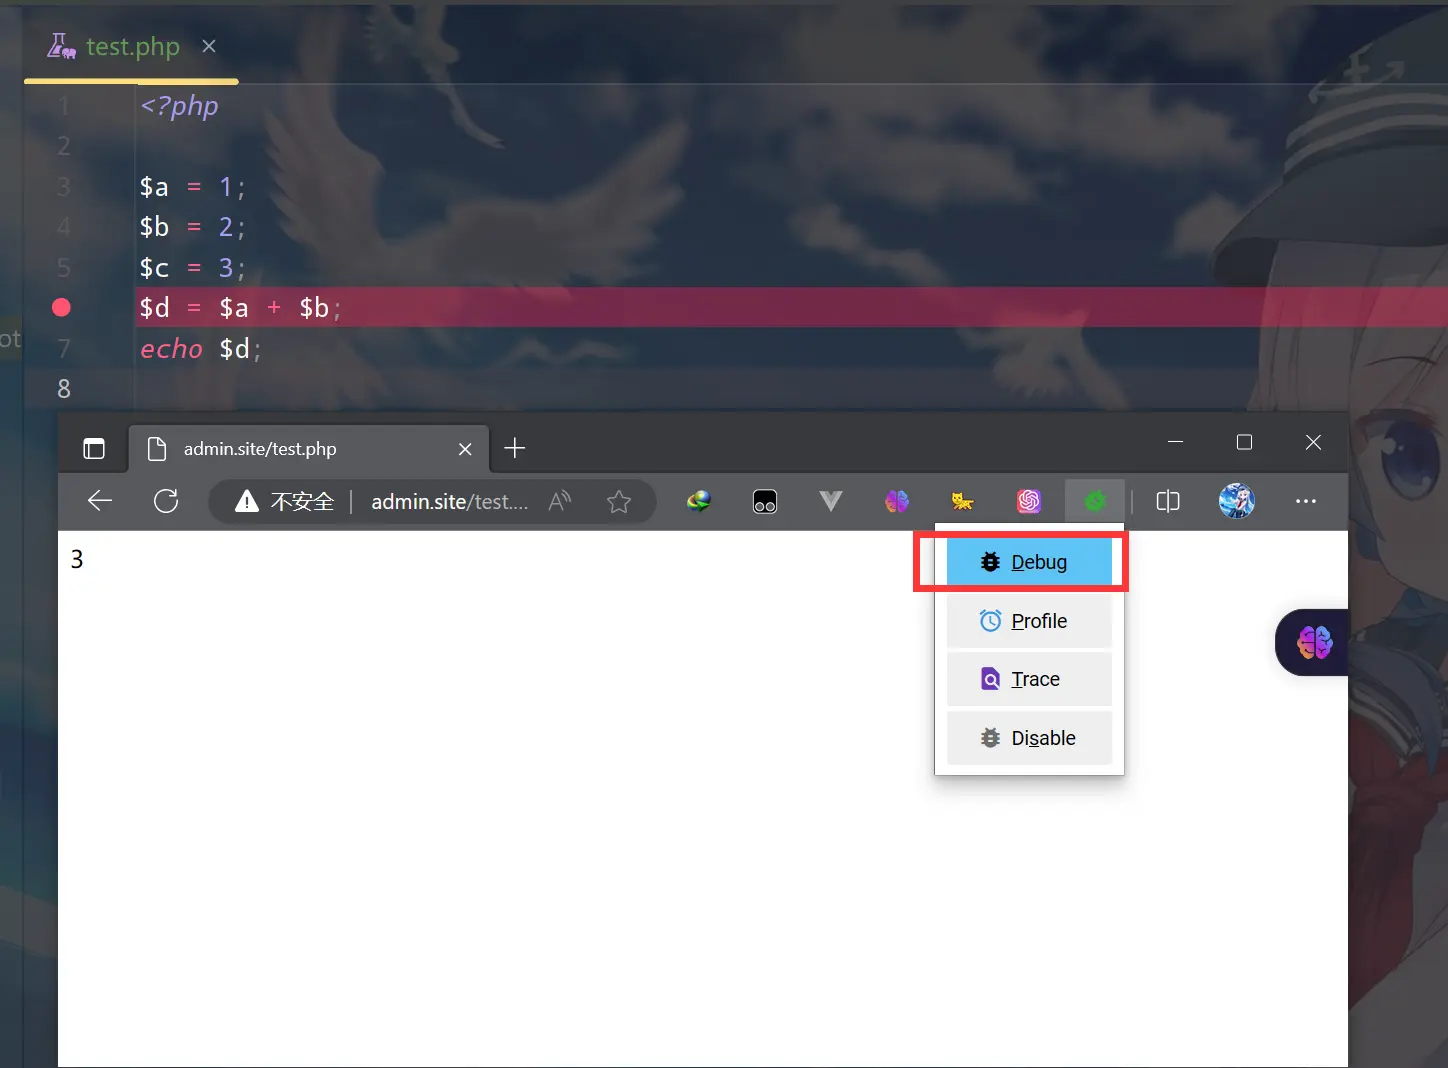 test.php
1 <?php
2
3 $a = 1;
4 $b = 2;
5 $c = 3;
$d = $a + $b;
ot
7 echo $d;
8
admin.site/test.php
不安全 admin.site/test....
3
Debug
Profile
Trace
Disable